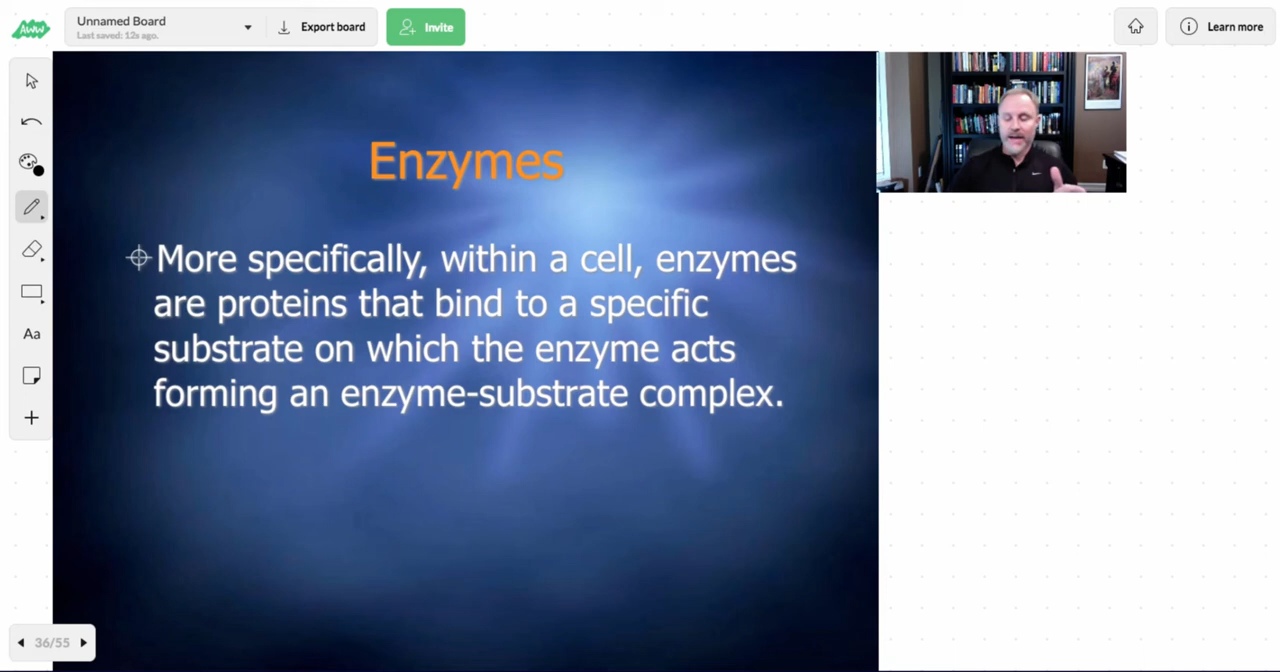 AWW
Unnamed Board
Last saved: 12s ago.
Export board
Invite
Learn more
Aa
Enzymes
More specifically, within a cell, enzymes
are proteins that bind to a specific
substrate on which the enzyme acts
forming an enzyme-substrate complex.
36/55